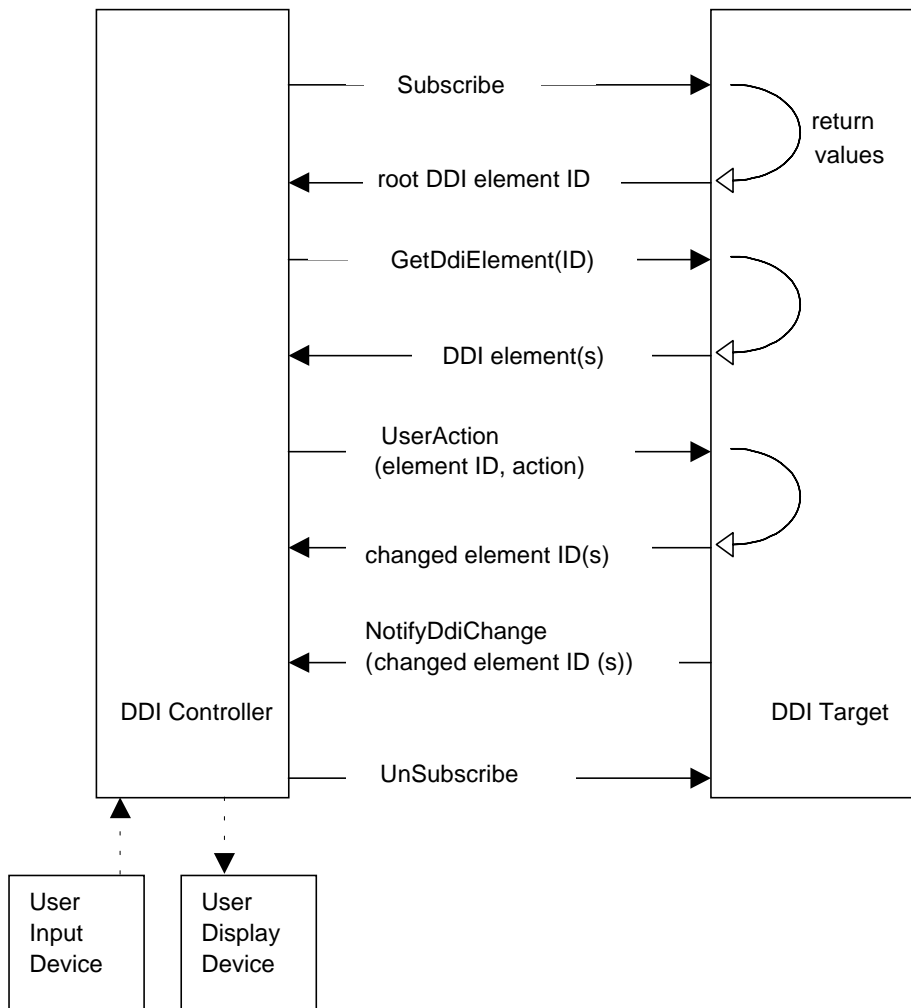 Subscribe
return
values
root DDI element ID
GetDdiElement(ID)
DDI element(s)
UserAction
(element ID, action)
changed element ID(s)
NotifyDdiChange
(changed element ID (s))
DDI Controller
DDI Target
UnSubscribe
User
Input
Device
User
Display
Device